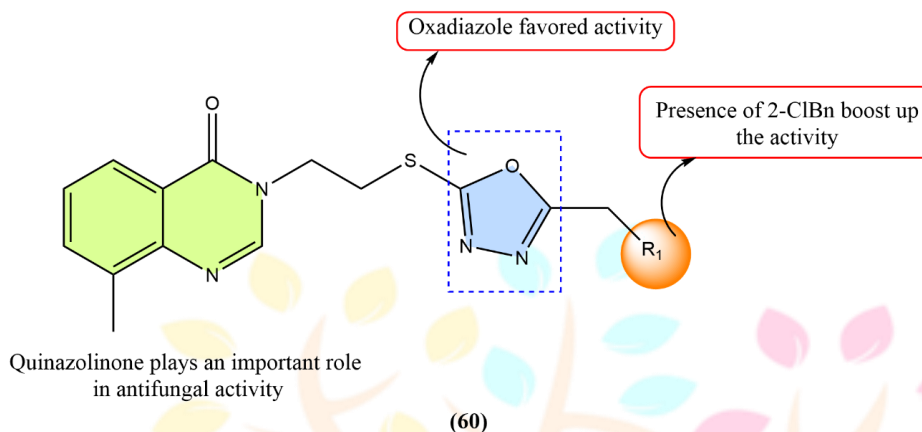 Oxadiazole favored activity
Presence of 2-ClBn boost up
the activity
O
N
N
S
O
N
N
R1
Quinazolinone plays an important role
in antifungal activity
(60)